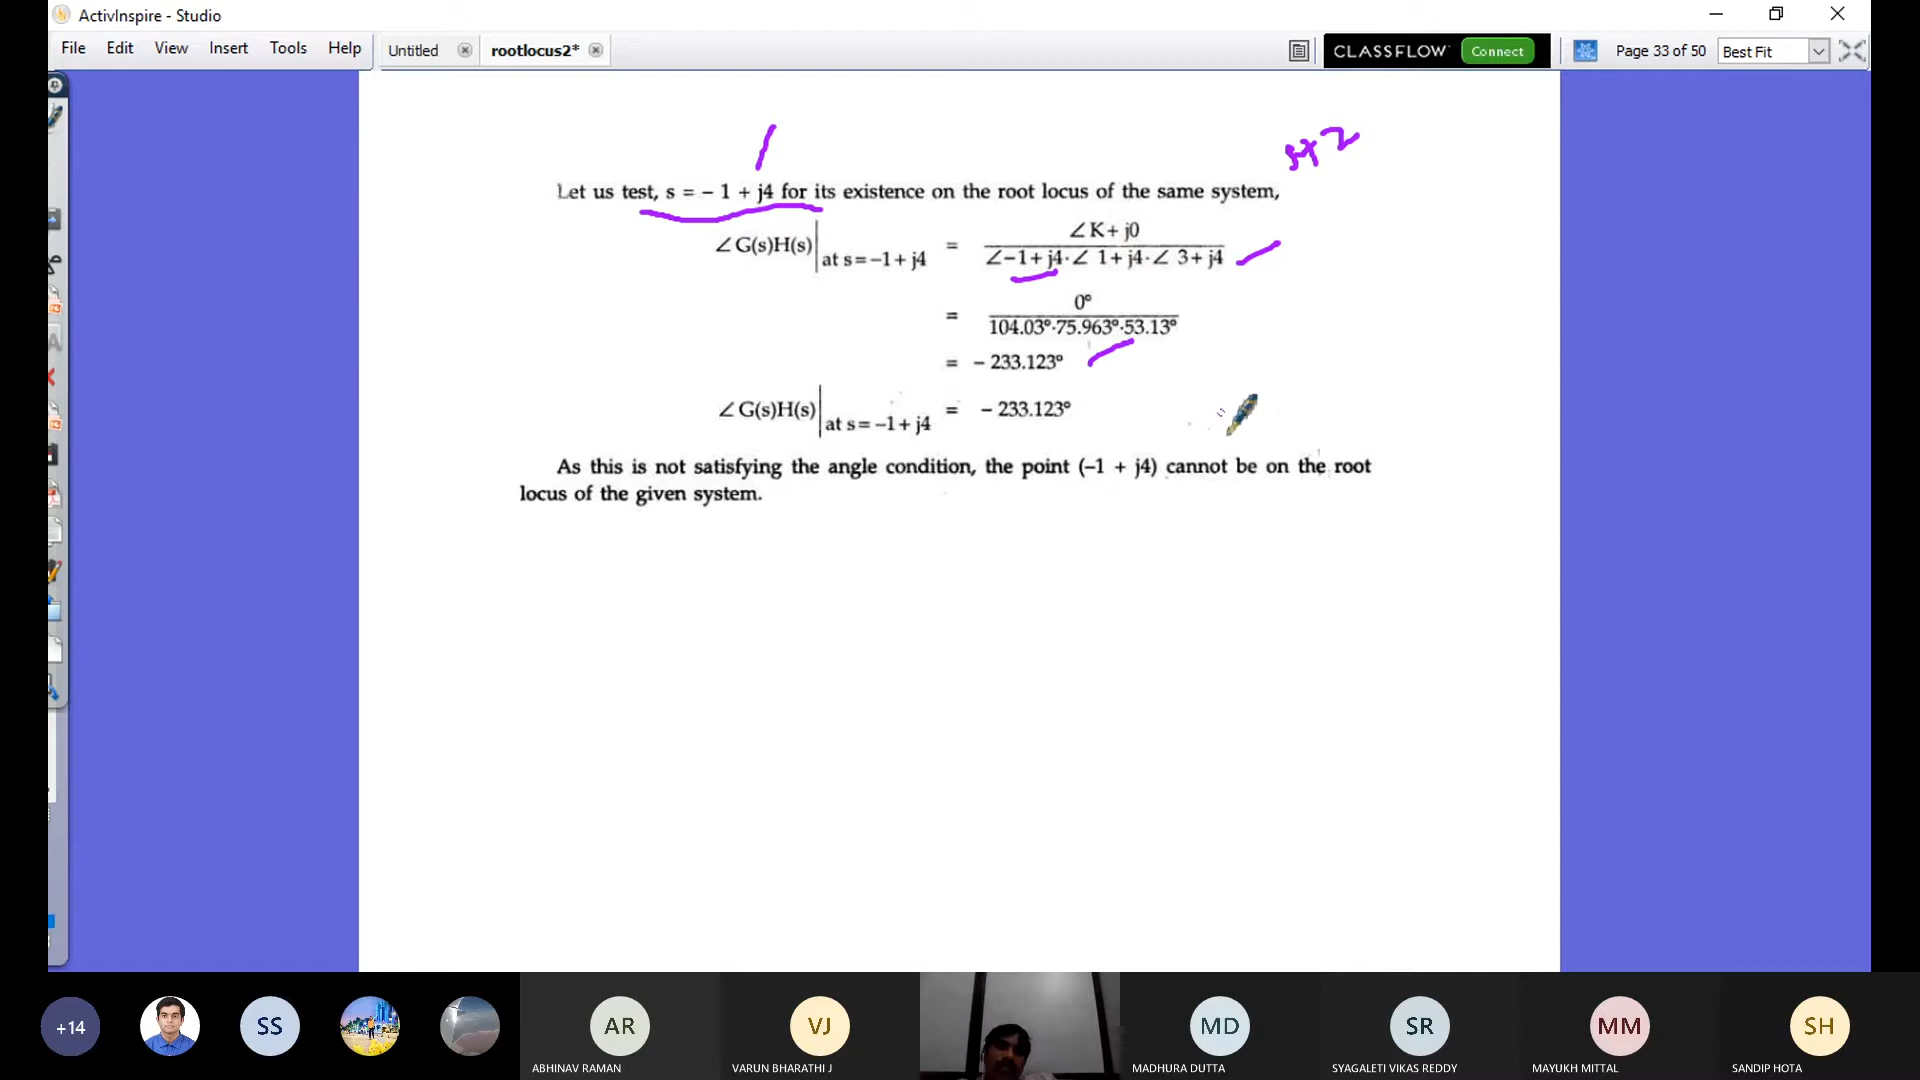 ActivInspire - Studio
File Edit View Insert Tools Help
Untitled rootlocus2*
CLASSFLOW Connect
Page 33 of 50 Best Fit
s+2
Let us test, s = – 1 + j4 for its existence on the root locus of the same system,
∠G(s)H(s)| at s=–1+j4 = ∠K+j0 / ∠–1+j4·∠1+j4·∠3+j4
= 0° / 104.03°·75.963°·53.13°
= – 233.123°
∠G(s)H(s)| at s=–1+j4 = – 233.123°
As this is not satisfying the angle condition, the point (–1 + j4) cannot be on the root
locus of the given system.
+14 SS AR VJ MD SR MM SH
ABHINAV RAMAN VARUN BHARATHI J MADHURA DUTTA SYAGALETI VIKAS REDDY MAYUKH MITTAL SANDIP HOTA